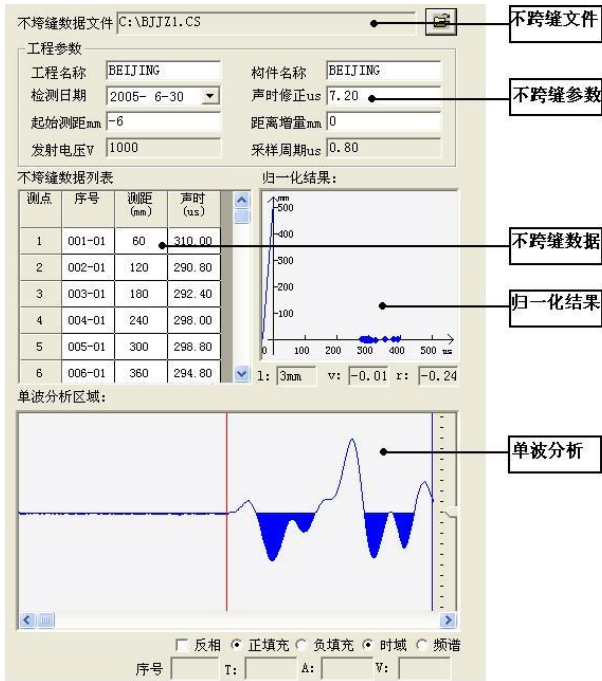 不跨缝数据文件 C:\BJJZ1.CS 不跨缝文件
工程参数
工程名称 BEIJING 构件名称 BEIJING
检测日期 2005- 6-30 声时修正us 7.20 不跨缝参数
起始测距mm -6 距离增量mm 0
发射电压V 1000 采样周期us 0.80
不垮缝数据列表 归一化结果:
测点 序号 测距(mm) 声时(us)
1 001-01 60 310.00 不跨缝数据
2 002-01 120 290.80
3 003-01 180 292.40
4 004-01 240 298.00
5 005-01 300 298.80
6 006-01 360 294.80
mm
500
400
300
100
0 100 200 300 400 500 us
归一化结果
l: 3mm v: -0.01 r: -0.24
单波分析区域:
单波分析
反相 正填充 负填充 时域 频谱
序号 T: A: V: